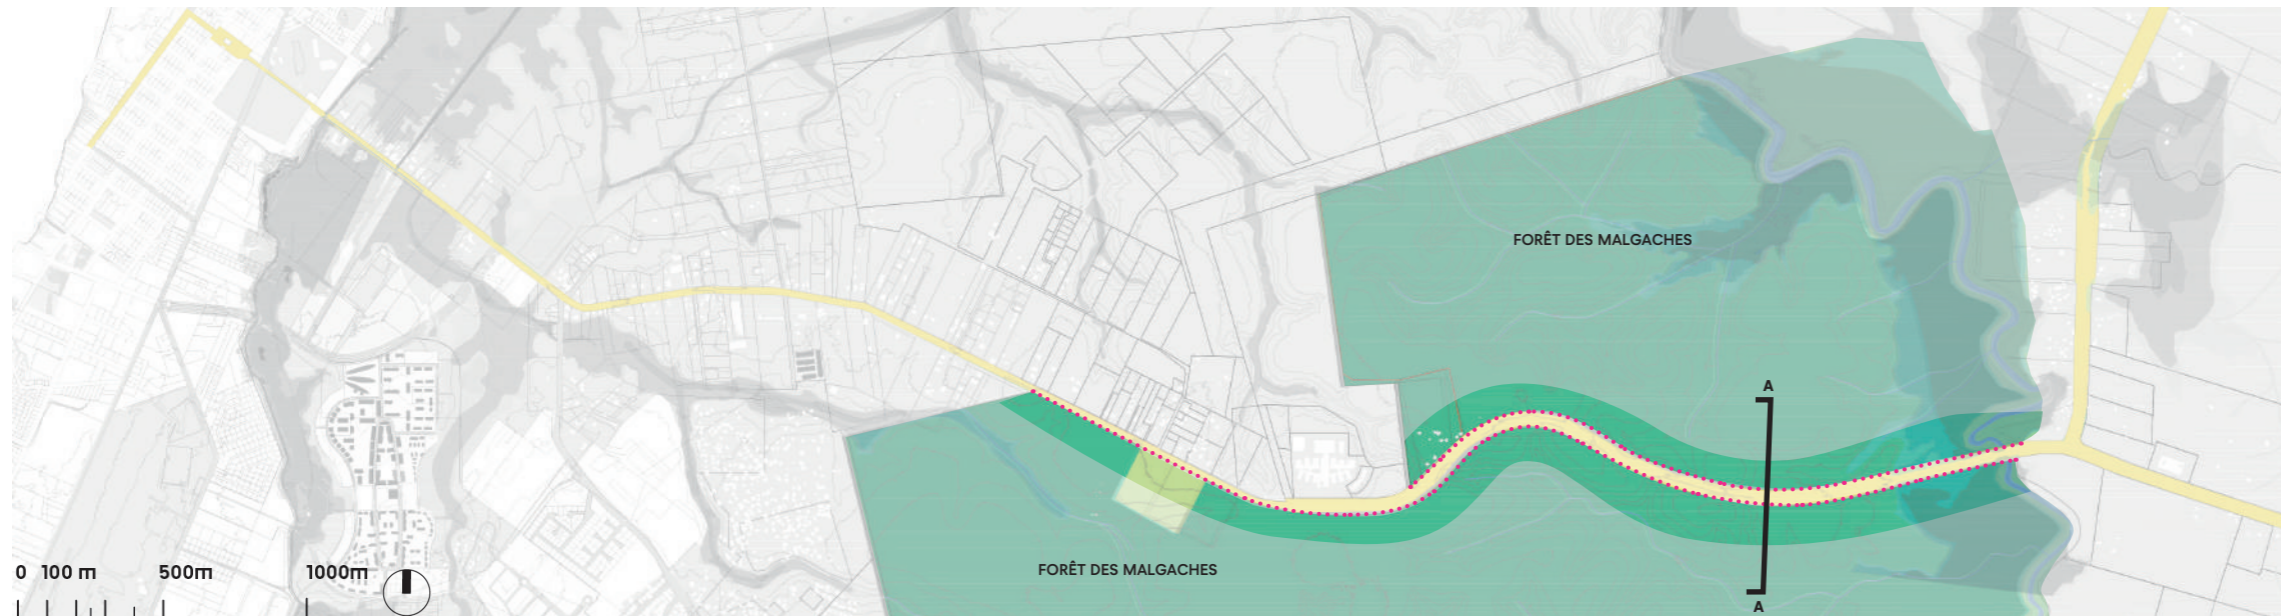 FORÊT DES MALGACHES
A
FORÊT DES MALGACHES
0 100 m 500m 1000m
A